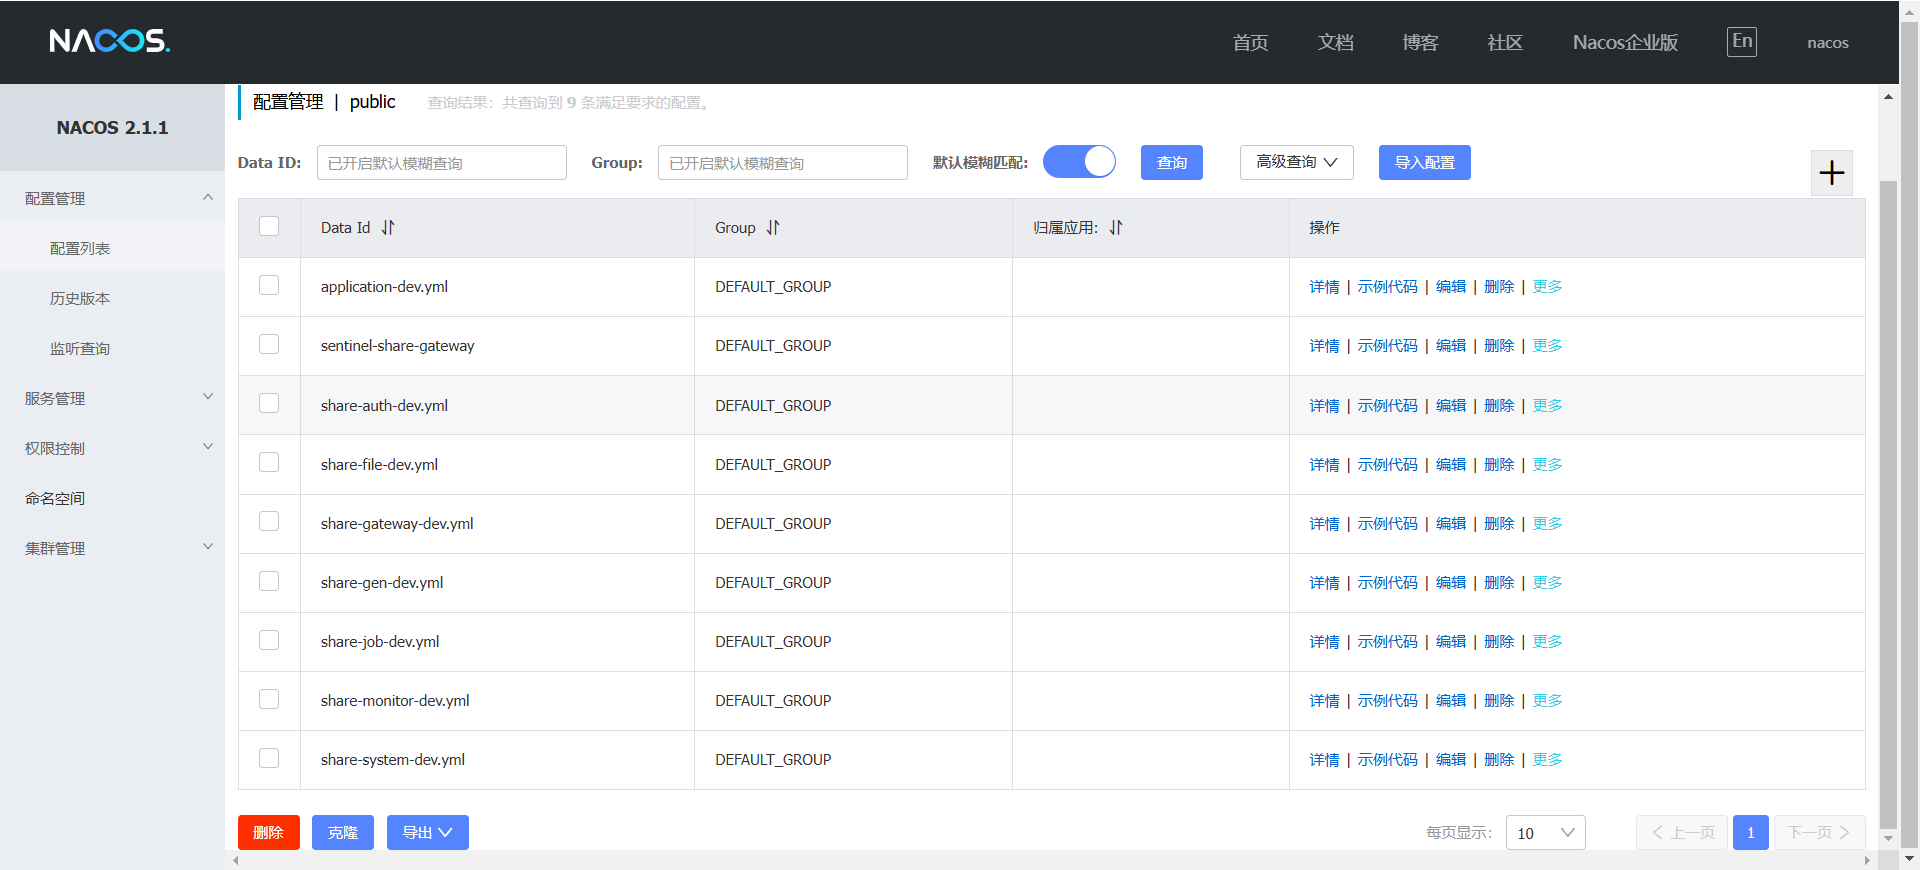 NACOS. 首页 文档 博客 社区 Nacos企业版 En nacos
NACOS 2.1.1
配置管理
配置列表
历史版本
监听查询
服务管理
权限控制
命名空间
集群管理
配置管理 | public 查询结果：共查询到 9 条满足要求的配置。
Data ID: 已开启默认模糊查询 Group: 已开启默认模糊查询 默认模糊匹配: 查询 高级查询 导入配置
Data Id Group 归属应用: 操作
application-dev.yml DEFAULT_GROUP 详情 | 示例代码 | 编辑 | 删除 | 更多
sentinel-share-gateway DEFAULT_GROUP 详情 | 示例代码 | 编辑 | 删除 | 更多
share-auth-dev.yml DEFAULT_GROUP 详情 | 示例代码 | 编辑 | 删除 | 更多
share-file-dev.yml DEFAULT_GROUP 详情 | 示例代码 | 编辑 | 删除 | 更多
share-gateway-dev.yml DEFAULT_GROUP 详情 | 示例代码 | 编辑 | 删除 | 更多
share-gen-dev.yml DEFAULT_GROUP 详情 | 示例代码 | 编辑 | 删除 | 更多
share-job-dev.yml DEFAULT_GROUP 详情 | 示例代码 | 编辑 | 删除 | 更多
share-monitor-dev.yml DEFAULT_GROUP 详情 | 示例代码 | 编辑 | 删除 | 更多
share-system-dev.yml DEFAULT_GROUP 详情 | 示例代码 | 编辑 | 删除 | 更多
删除 克隆 导出 每页显示: 10 上一页 1 下一页